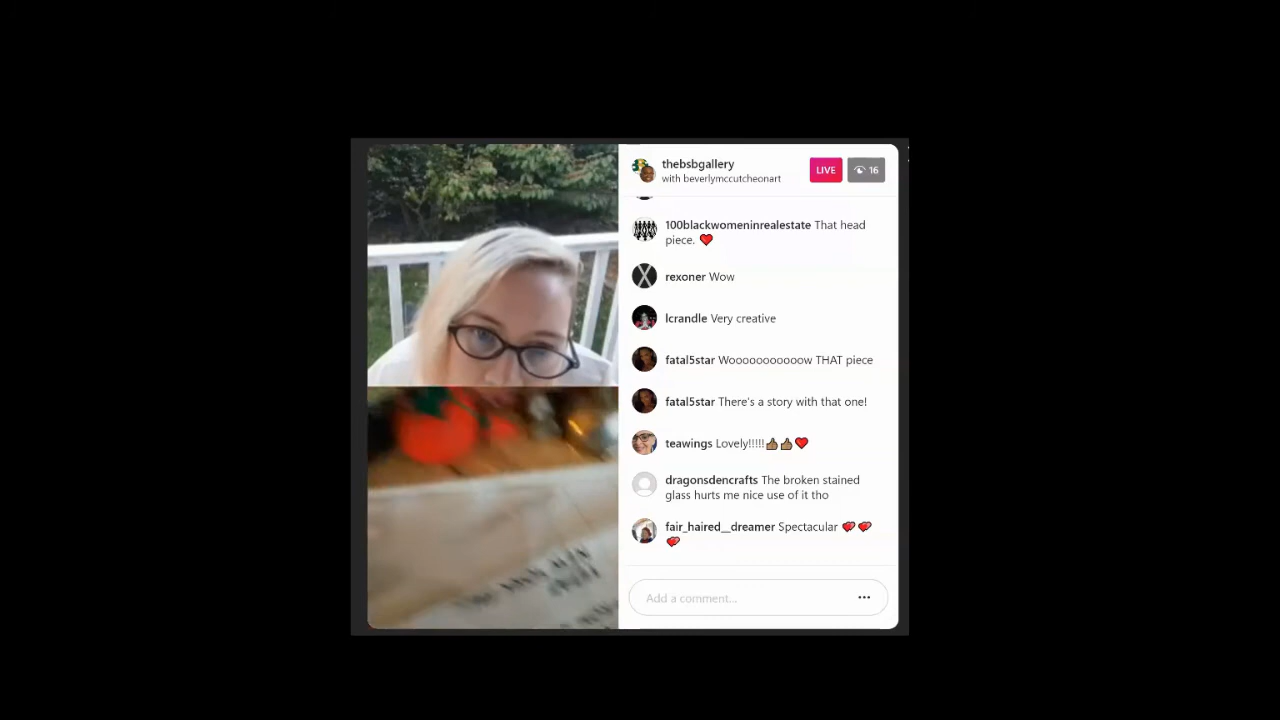 thebsbgallery
with beverlymccutcheonart
LIVE
16
100blackwomeninrealestate That head
piece. ❤️
rexoner Wow
lcrandle Very creative
fatal5star Wooooooooooow THAT piece
fatal5star There's a story with that one!
teawings Lovely!!!!!👍🏽👍🏽❤️
dragonsdencrafts The broken stained
glass hurts me nice use of it tho
fair_haired__dreamer Spectacular 💕💕
💕
Add a comment...